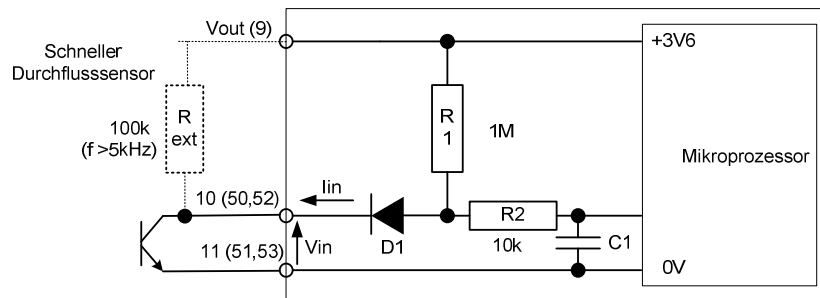 Vout (9)
+3V6
Schneller
Durchflusssensor
R
ext
100k
(f >5kHz)
R
1
1M
Mikroprozessor
10 (50,52)
Iin
R2
D1
10k
C1
11 (51,53)
Vin
0V